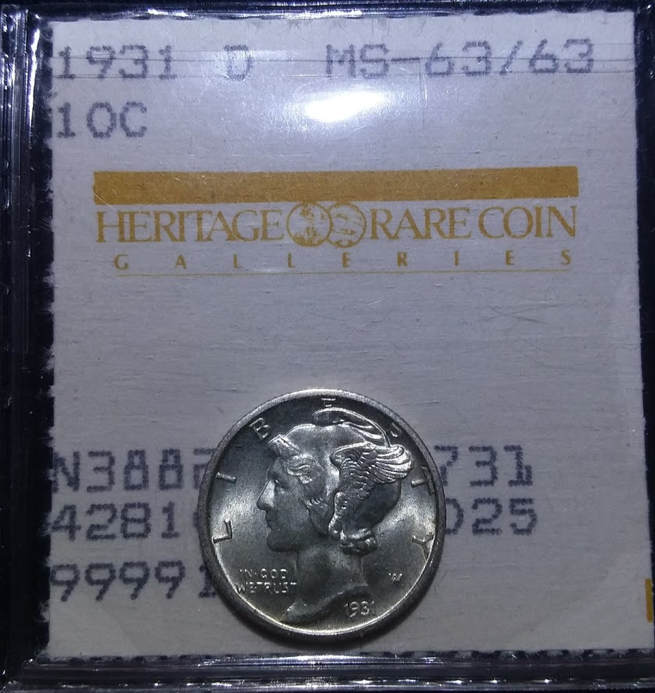 1931 D MS-63/63
10C
HERITAGE RARE COIN
GALLERIES
N388 731
4281 025
9999
LIBERTY
IN·GOD
WE TRUST
1931